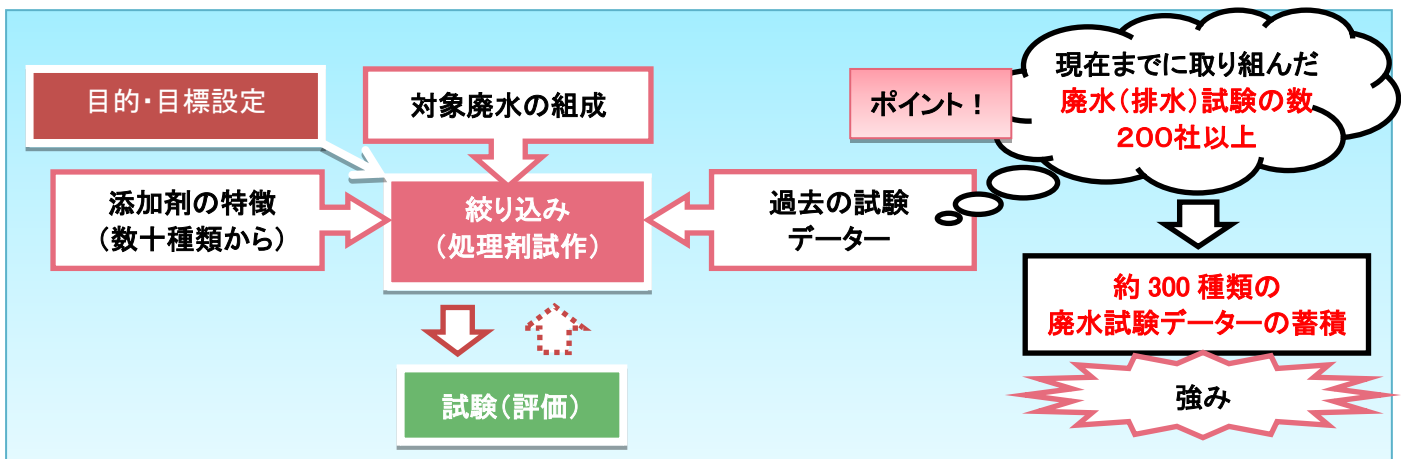 目的・目標設定
対象廃水の組成
ポイント！
現在までに取り組んだ
廃水（排水）試験の数
２００社以上
添加剤の特徴
（数十種類から）
絞り込み
（処理剤試作）
過去の試験
データー
約 300 種類の
廃水試験データーの蓄積
試験（評価）
強み